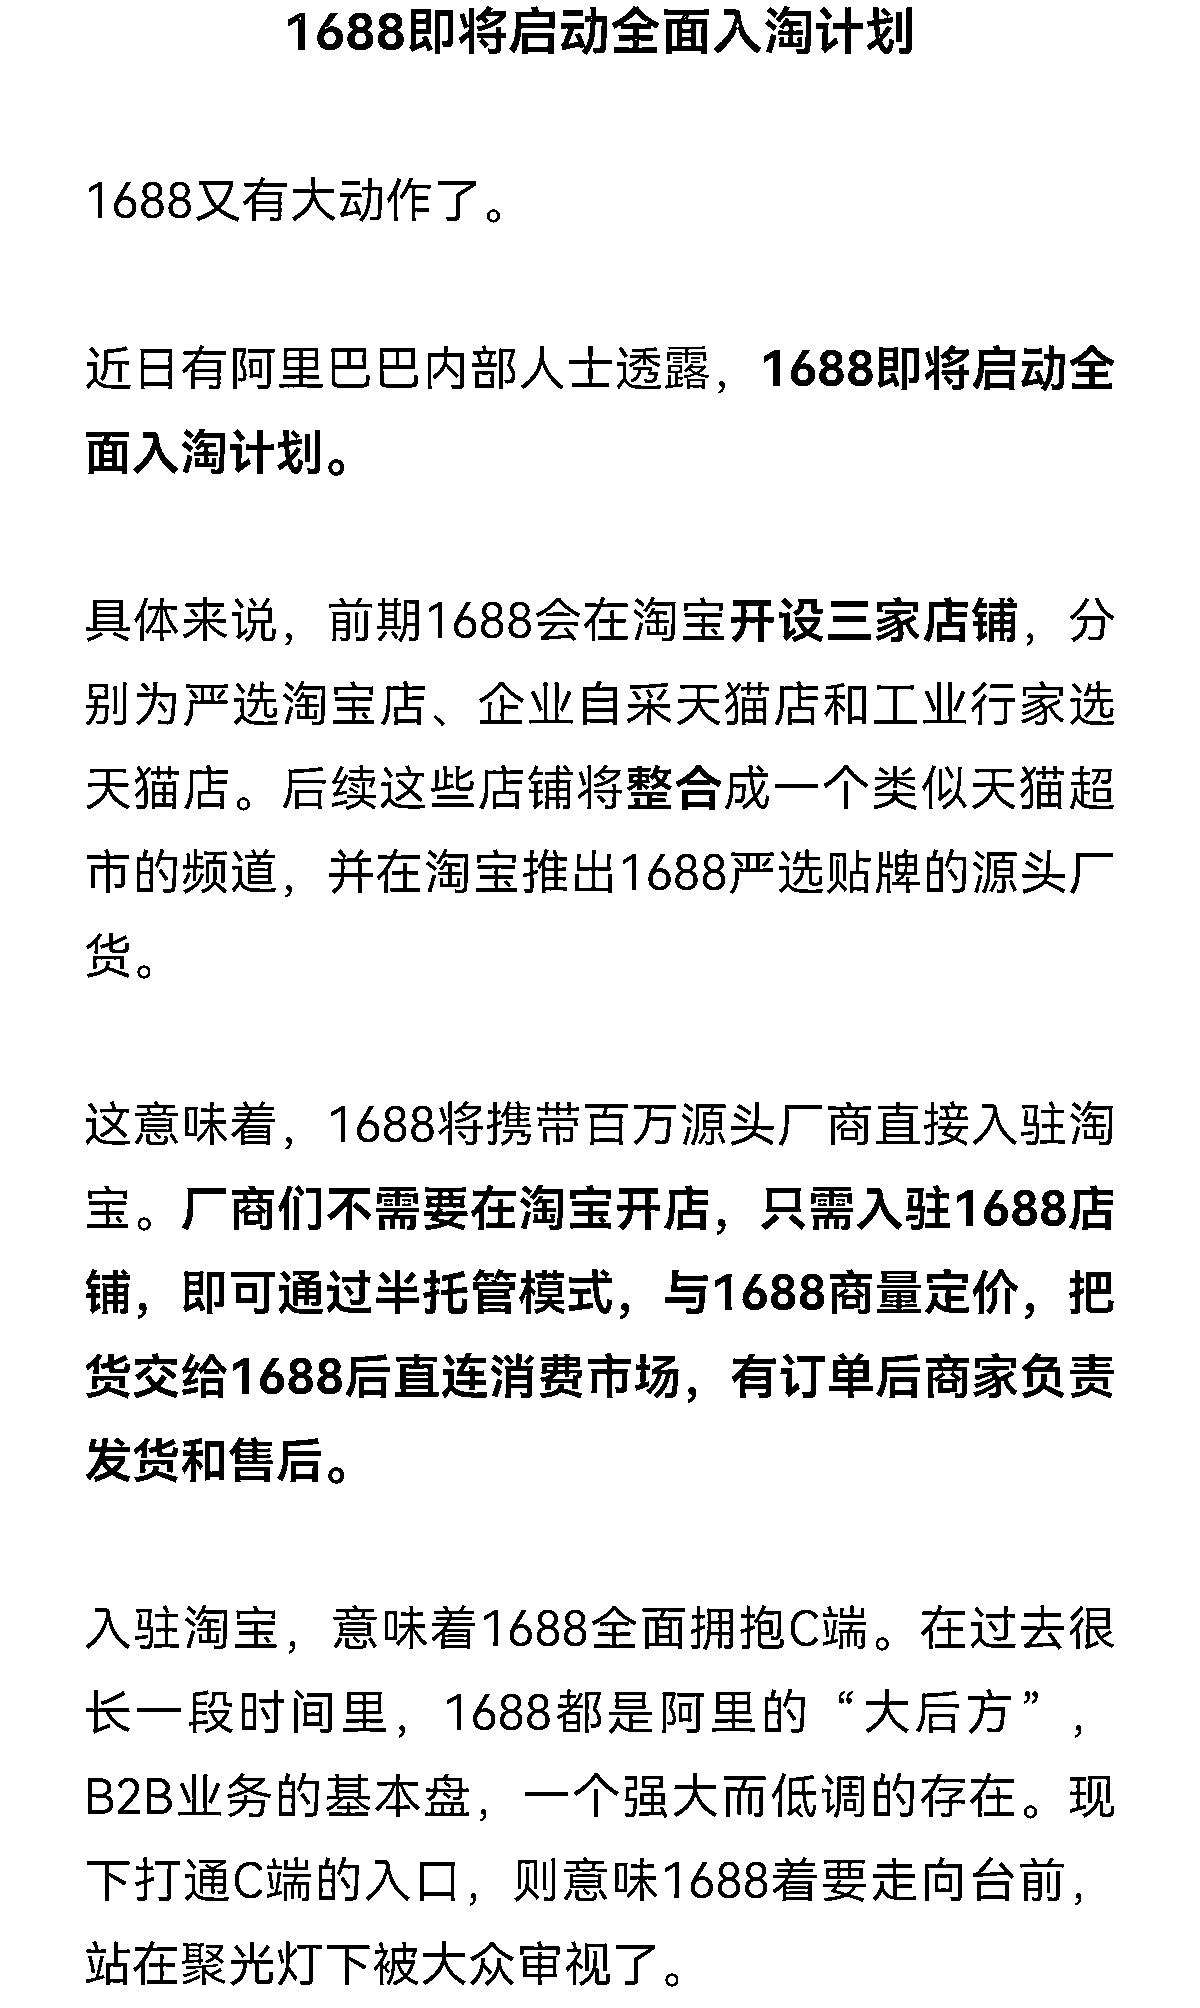 1688即将启动全面入淘计划
1688又有大动作了。
近日有阿里巴巴内部人士透露，1688即将启动全
面入淘计划。
具体来说，前期1688会在淘宝开设三家店铺，分
别为严选淘宝店、企业自采天猫店和工业行家选
天猫店。后续这些店铺将整合成一个类似天猫超
市的频道，并在淘宝推出1688严选贴牌的源头厂
货。
这意味着，1688将携带百万源头厂商直接入驻淘
宝。厂商们不需要在淘宝开店，只需入驻1688店
铺，即可通过半托管模式，与1688商量定价，把
货交给1688后直连消费市场，有订单后商家负责
发货和售后。
入驻淘宝，意味着1688全面拥抱C端。在过去很
长一段时间里，1688都是阿里的“大后方”，
B2B业务的基本盘，一个强大而低调的存在。现
下打通C端的入口，则意味1688着要走向台前，
站在聚光灯下被大众审视了。